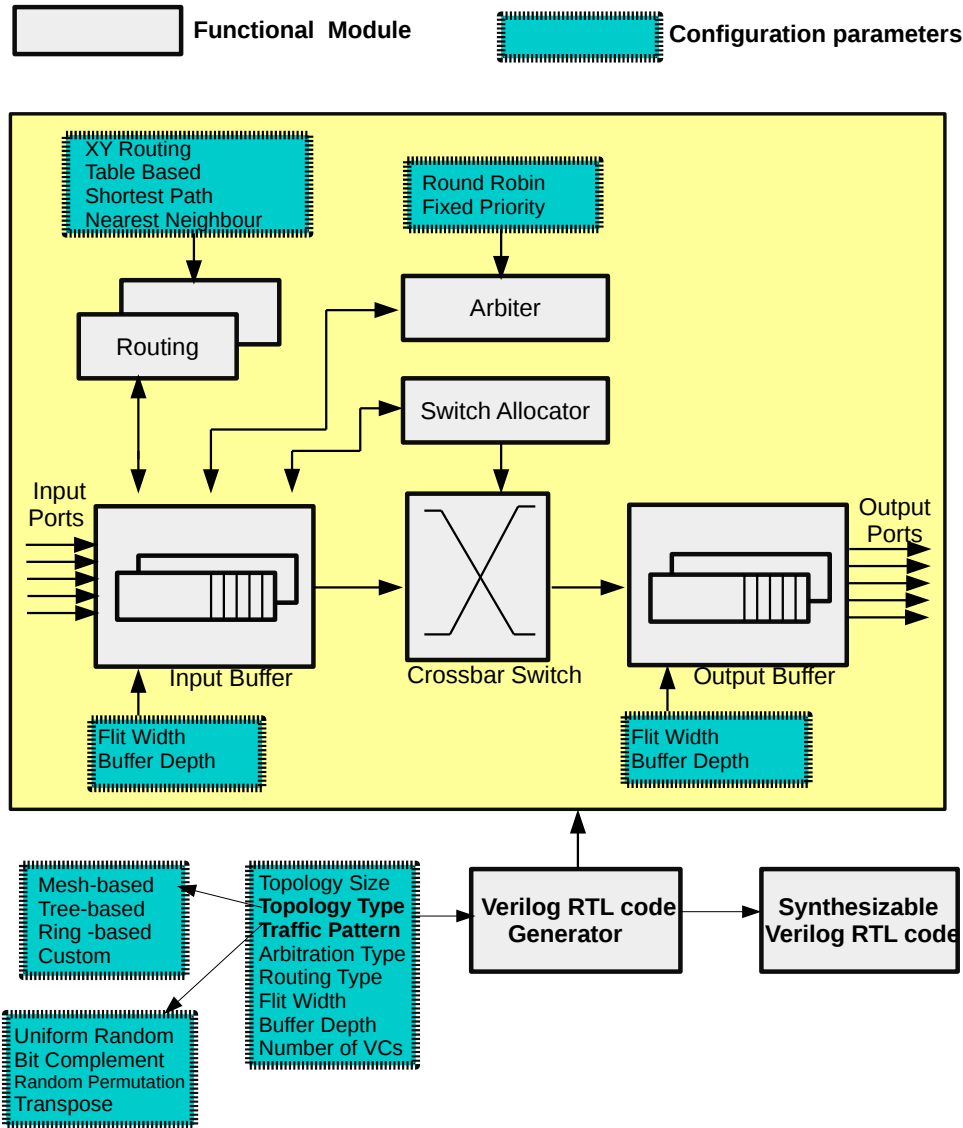 Functional Module
Configuration parameters
XY Routing
Table Based
Shortest Path
Nearest Neighbour
Round Robin
Fixed Priority
Arbiter
Routing
Switch Allocator
Input
Ports
Output
Ports
Input Buffer
Crossbar Switch
Output Buffer
Flit Width
Buffer Depth
Flit Width
Buffer Depth
Mesh-based
Tree-based
Ring -based
Custom
Topology Size
Topology Type
Traffic Pattern
Arbitration Type
Routing Type
Flit Width
Buffer Depth
Number of VCs
Verilog RTL code
Generator
Synthesizable
Verilog RTL code
Uniform Random
Bit Complement
Random Permutation
Transpose